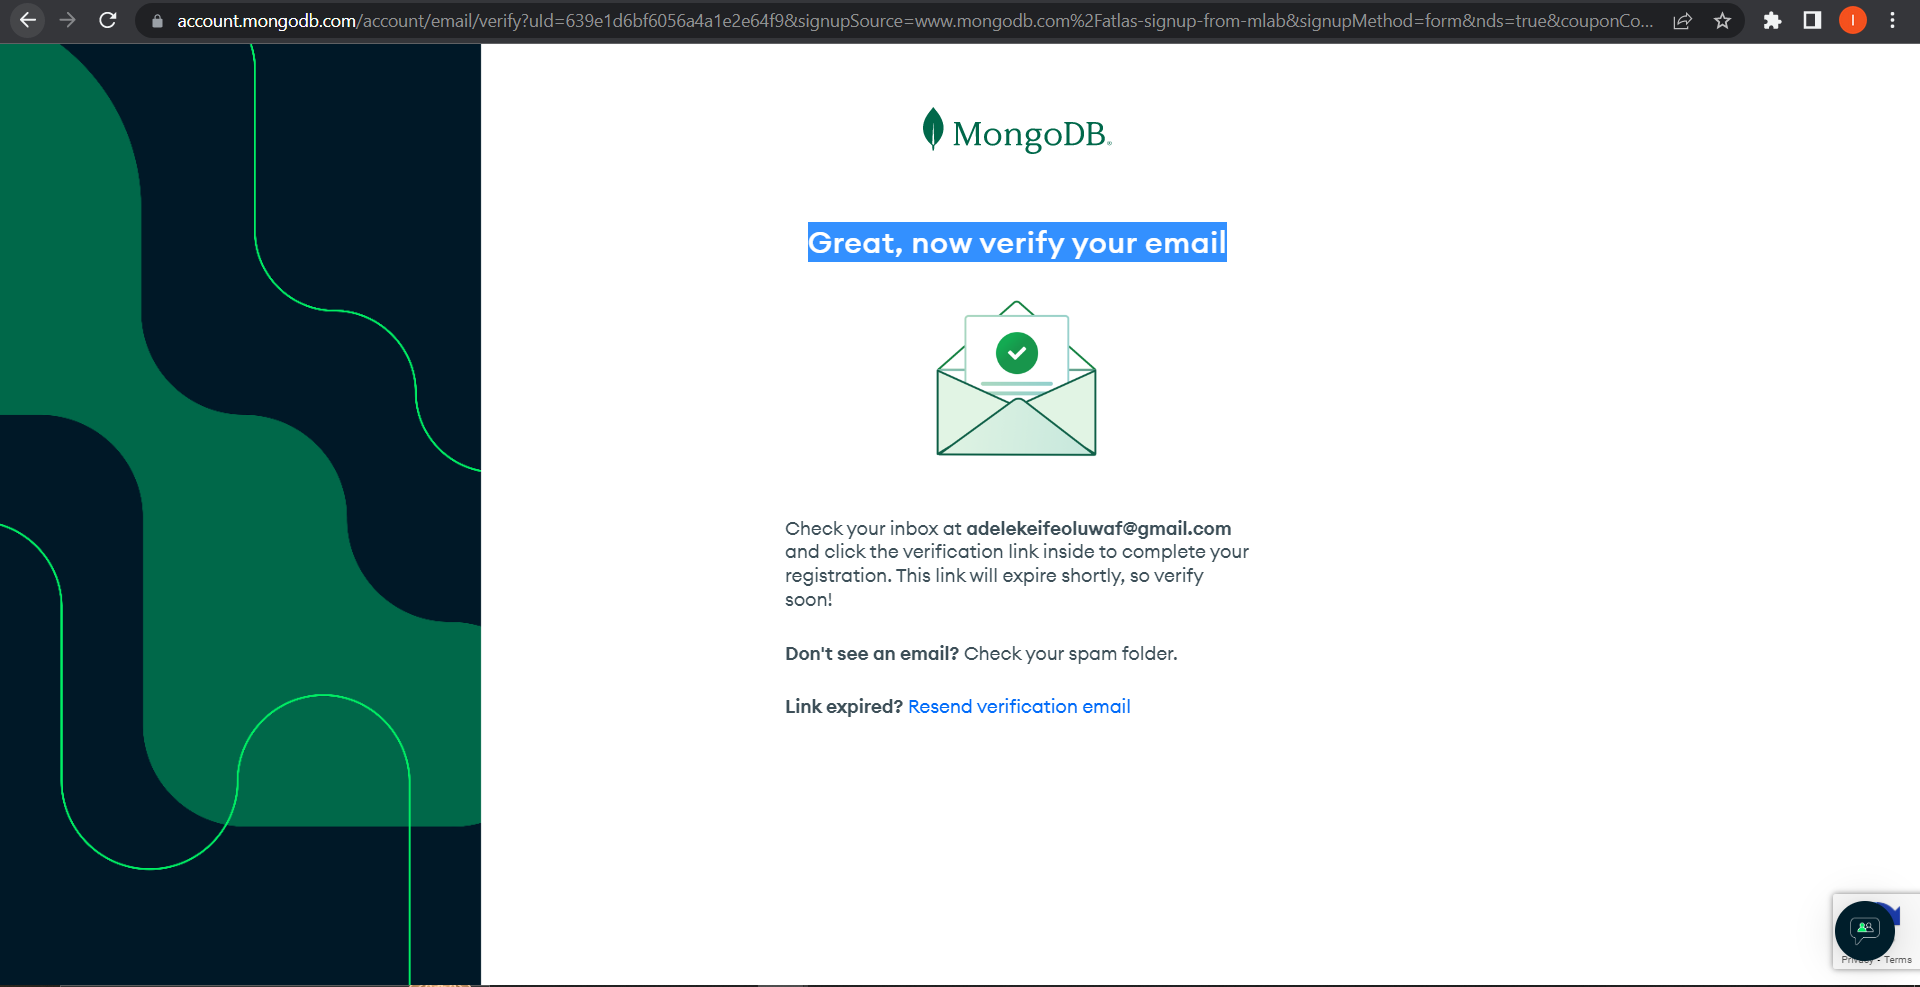 account.mongodb.com/account/email/verify?uId=639e1d6bf6056a4a1e2e64f9&signupSource=www.mongodb.com%2Fatlas-signup-from-mlab&signupMethod=form&nds=true&couponCo...
I
MongoDB®
Great, now verify your email
Check your inbox at adelekeifeoluwaf@gmail.com
and click the verification link inside to complete your
registration. This link will expire shortly, so verify
soon!
Don't see an email? Check your spam folder.
Link expired? Resend verification email
Privacy - Terms